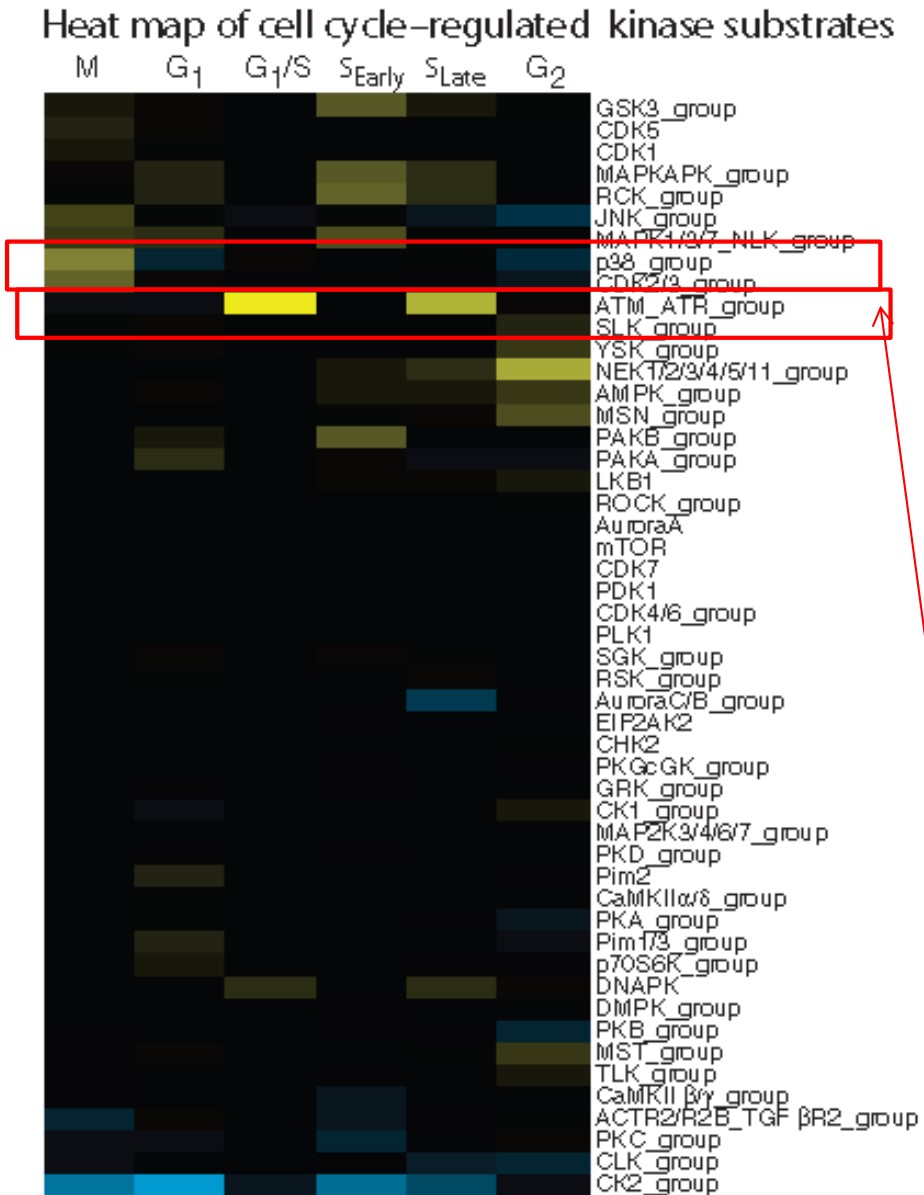 Heat map of cell cycle–regulated kinase substrates
M G1 G1/S SEarly SLate G2
GSK3_group
CDK5
CDK1
MAPKAPK_group
RCK_group
JNK_group
MAPK1/3/7_NLK_group
p38_group
CDK2/3_group
ATM_ATR_group
SLK_group
YSK_group
NEK1/2/3/4/5/11_group
AMPK_group
MSN_group
PAKB_group
PAKA_group
LKB1
ROCK_group
AuroraA
mTOR
CDK7
PDK1
CDK4/6_group
PLK1
SGK_group
RSK_group
AuroraC/B_group
EIF2AK2
CHK2
PKGcGK_group
GRK_group
CK1_group
MAP2K3/4/6/7_group
PKD_group
Pim2
CaMKIIα/δ_group
PKA_group
Pim1/3_group
p70S6K_group
DNAPK
DMPK_group
PKB_group
MST_group
TLK_group
CaMKII β/γ_group
ACTR2/R2B_TGF βR2_group
PKC_group
CLK_group
CK2_group